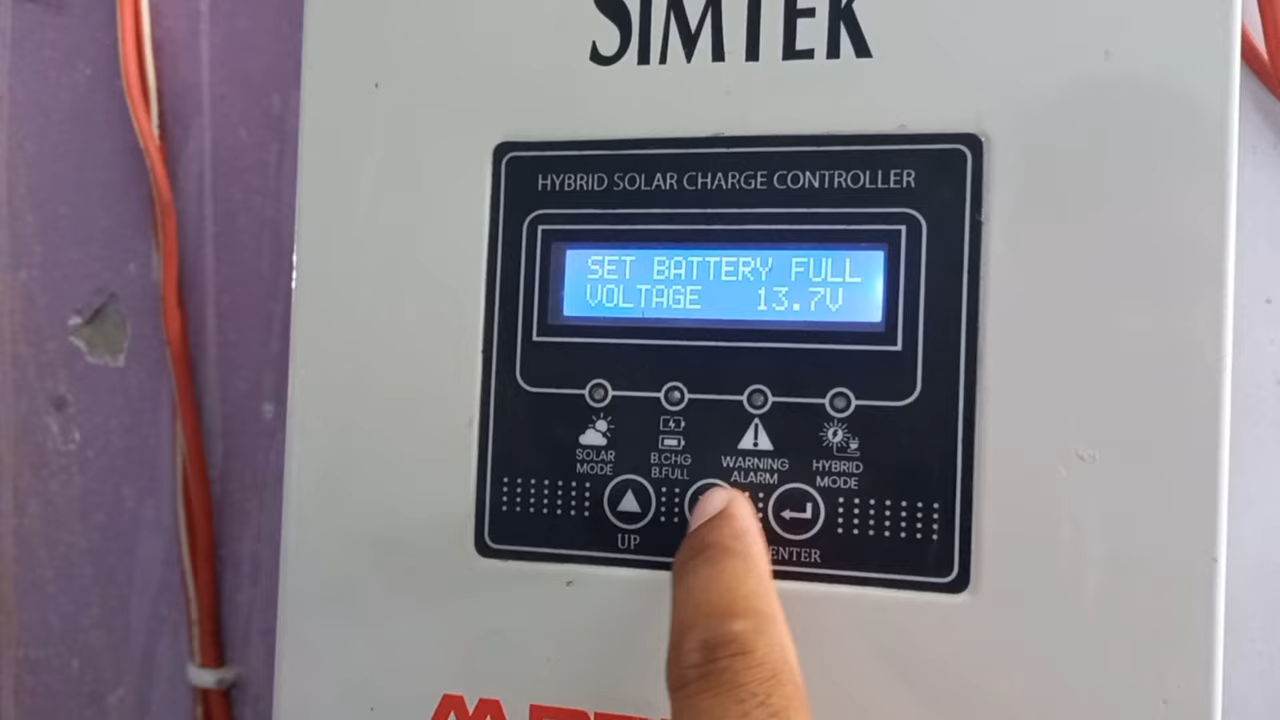 SIMTEK
HYBRID SOLAR CHARGE CONTROLLER
SET BATTERY FULL
VOLTAGE 13.7V
SOLAR
MODE
B.CHG
B.FULL
WARNING
ALARM
HYBRID
MODE
UP
ENTER